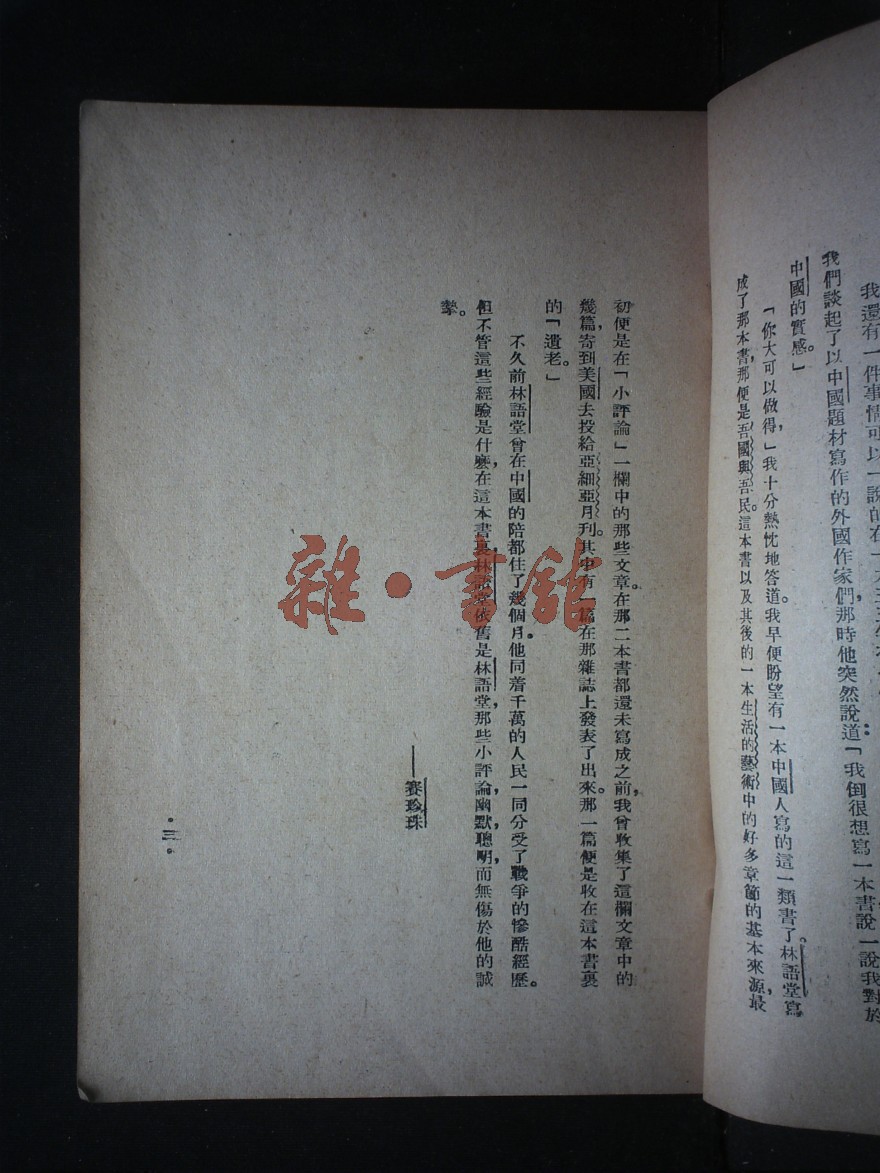 我還有一件事情可以一說的在一九三五年
我們談起了以中國題材寫作的外國作家們，那時他突然說道：「我倒很想寫一本書說一說我對於
中國的實感。」
「你大可以做得，」我十分熱忱地答道。我早便盼望有一本中國人寫的這一類書了。林語堂寫
成了那本書，那便是吾國與吾民。這本書以及其後的一本生活的藝術中的好多章節的基本來源，最
初便是在「小評論」一欄中的那些文章。在那二本書都還未寫成之前，我曾收集了這欄文章中的
幾篇，寄到美國去投給亞細亞月刊。其中有一篇在那雜誌上發表了出來。那一篇便是收在這本書裏
的「遺老。」
不久前林語堂曾在中國的陪都住了幾個月。他同着千萬的人民一同分受了戰爭的慘酷經歷。
但不管這些經驗是什麼，在這本書裏，林語堂依舊是林語堂，那些小評論，幽默聰明，而無傷於他的誠
摯。
——賽珍珠
·三·
雜·書館